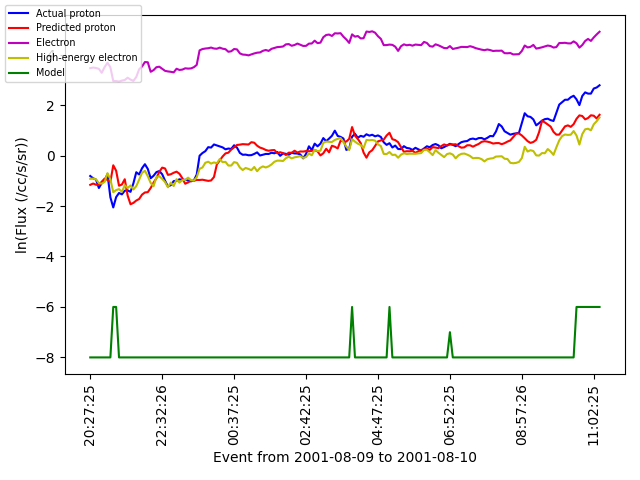 Actual proton
Predicted proton
Electron
High-energy electron
Model
2
0
−2
−4
−6
−8
ln(Flux (/cc/s/sr))
20:27:25
22:32:26
00:37:25
02:42:25
04:47:25
06:52:25
08:57:26
11:02:25
Event from 2001-08-09 to 2001-08-10